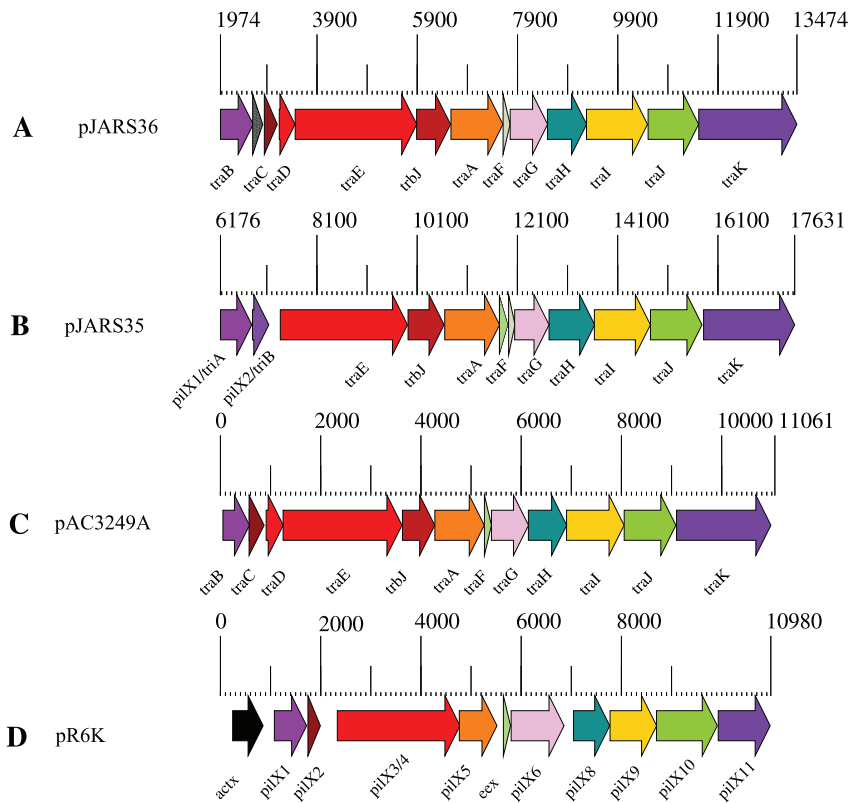 1974 3900 5900 7900 9900 11900 13474
A pJARS36
traB traC traD traE trbJ traA traF traG traH traI traJ traK
6176 8100 10100 12100 14100 16100 17631
B pJARS35
pilX1/triA pilX2/triB traE trbJ traA traF traG traH traI traJ traK
0 2000 4000 6000 8000 10000 11061
C pAC3249A
traB traC traD traE trbJ traA traF traG traH traI traJ traK
0 2000 4000 6000 8000 10980
D pR6K
actx pilX1 pilX2 pilX3/4 pilX5 eex pilX6 pilX8 pilX9 pilX10 pilX11